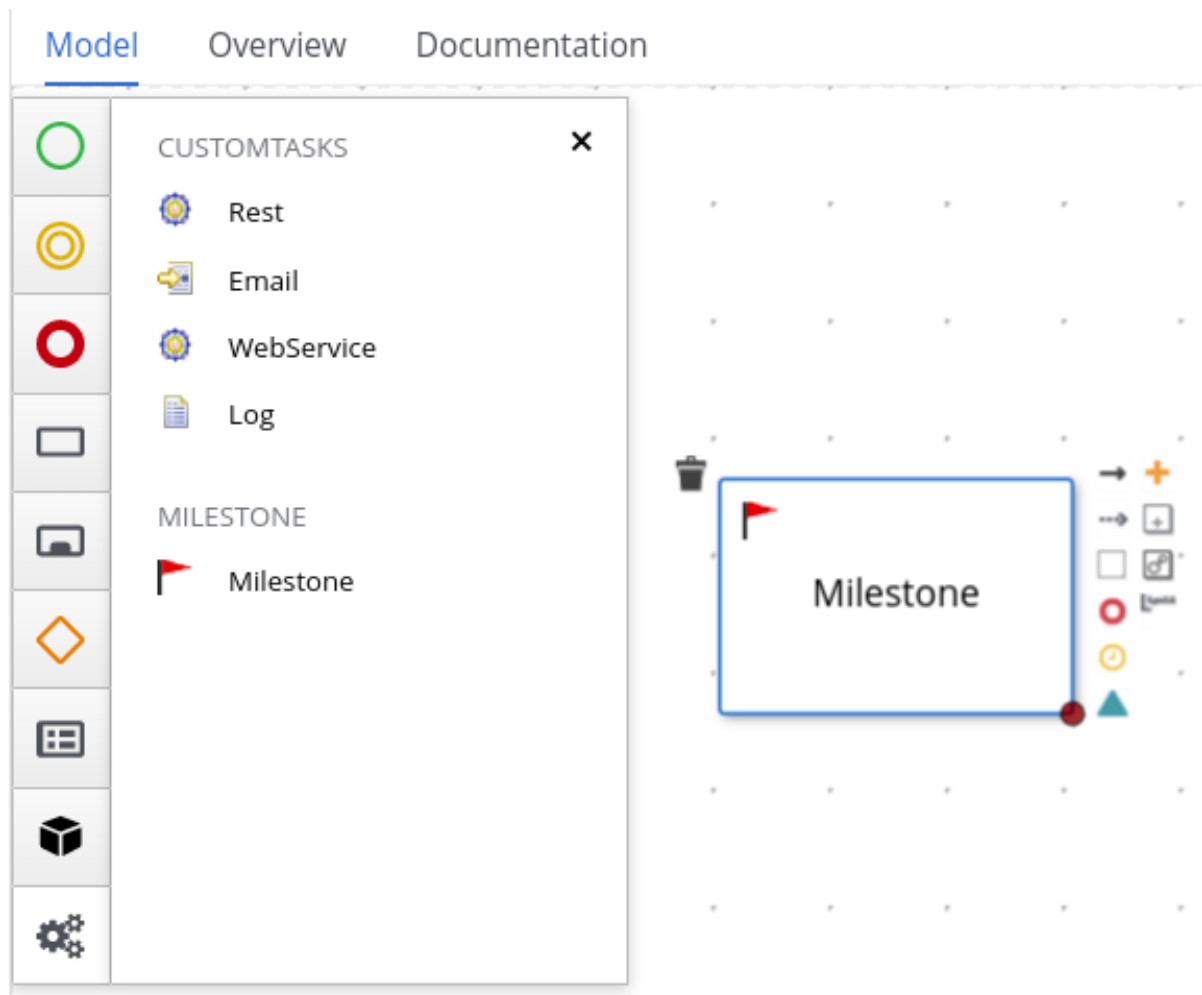 Model Overview Documentation
CUSTOMTASKS
Rest
Email
WebService
Log
MILESTONE
Milestone
Milestone